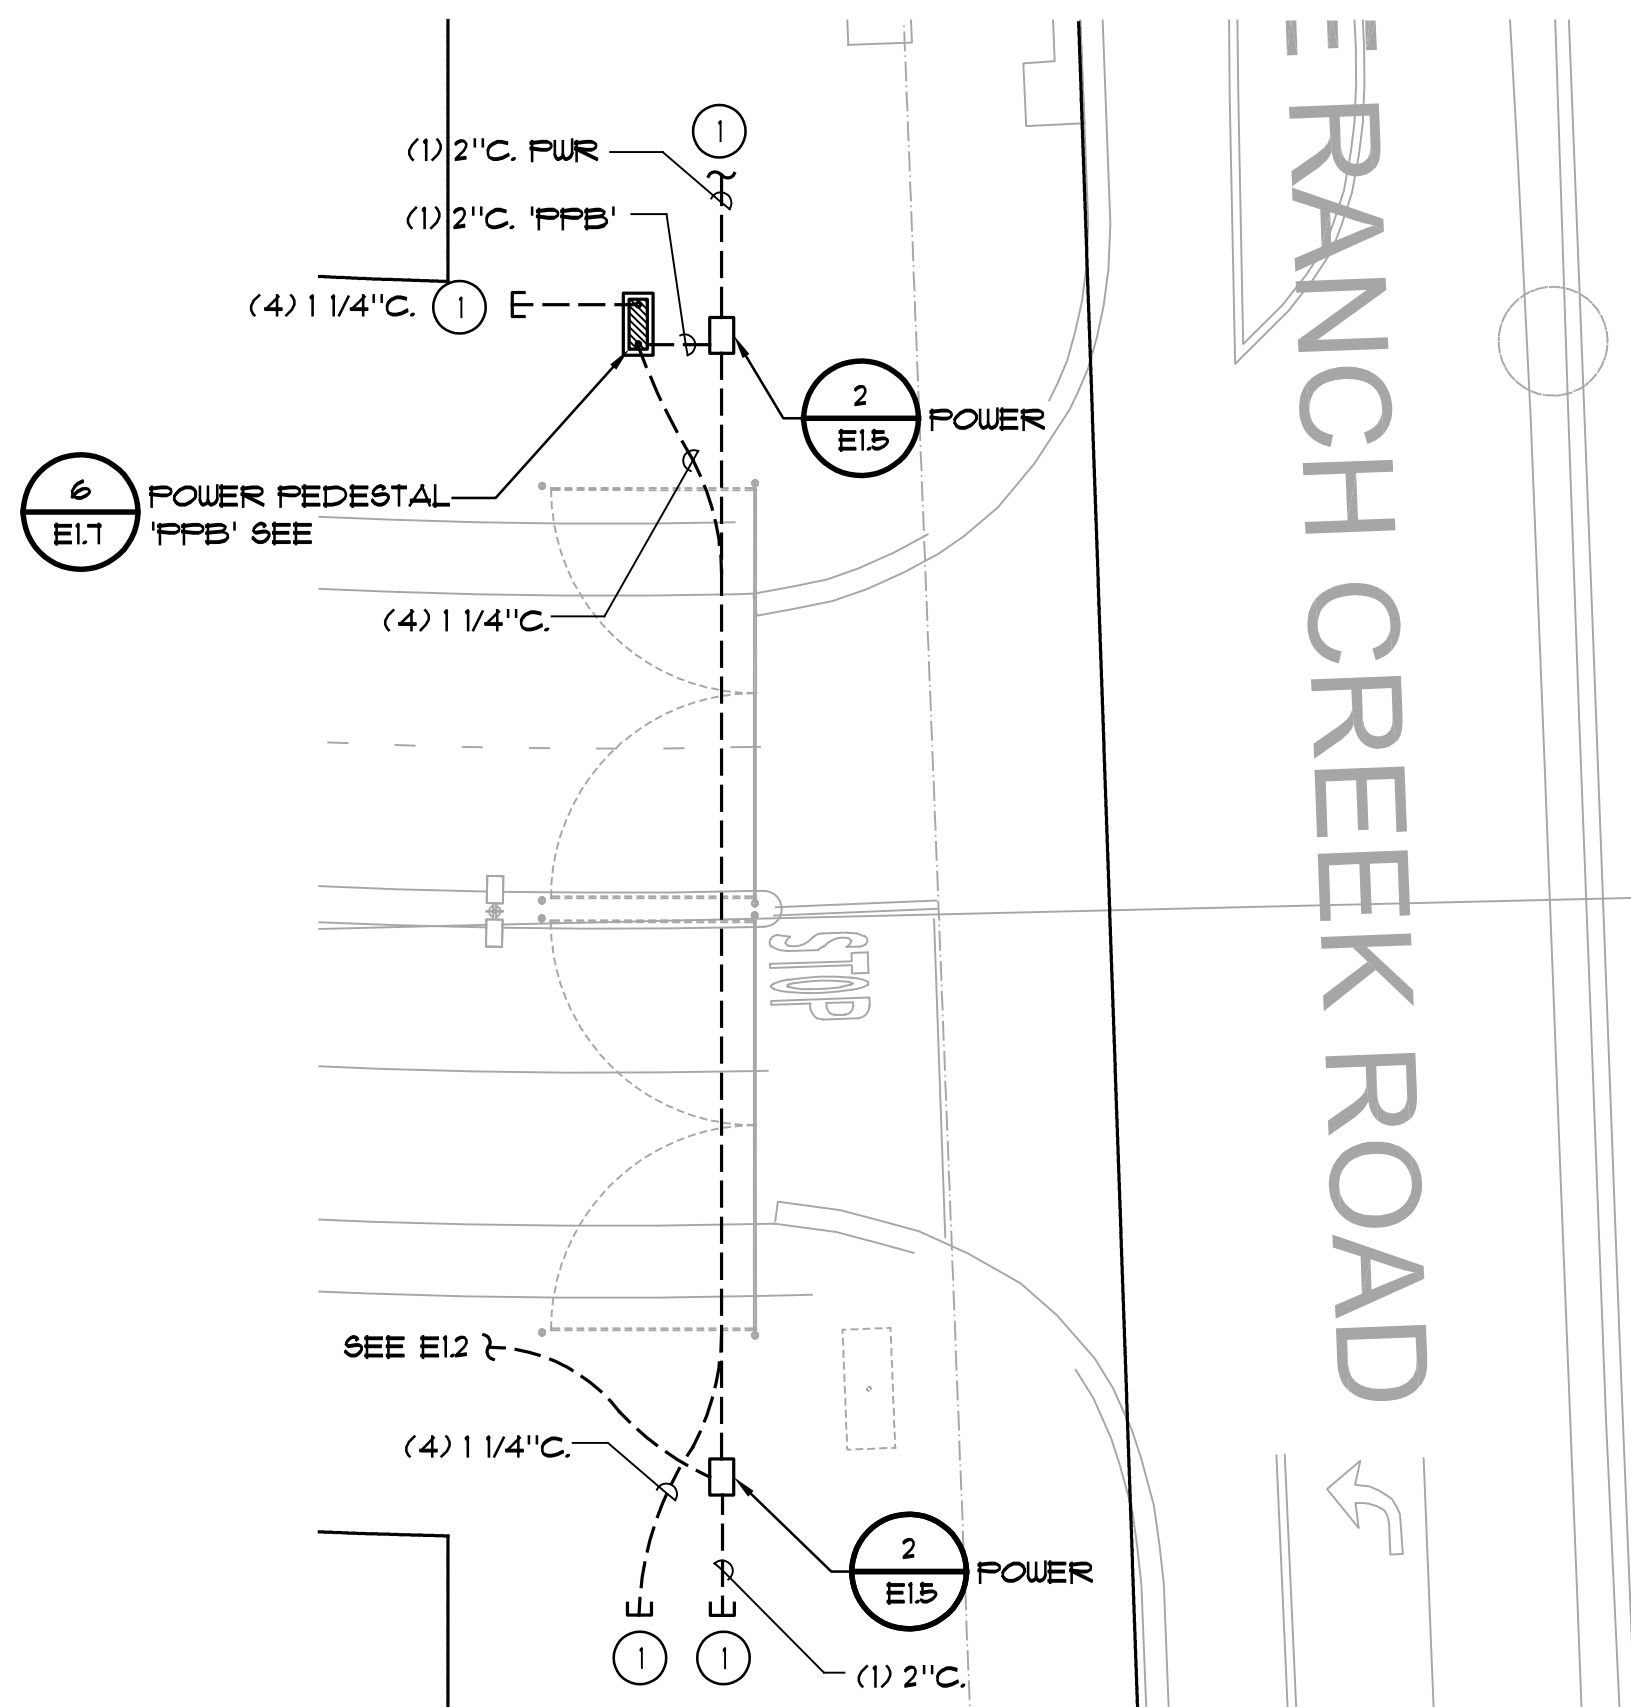 1
(1) 2"C. PWR
(1) 2"C. 'PPB'
(4) 1 1/4"C.
1
2
E1.5
POWER
6
E1.7
POWER PEDESTAL
'PPB' SEE
(4) 1 1/4"C.
E RANCH CREEK ROAD
STOP
SEE E1.2
(4) 1 1/4"C.
2
E1.5
POWER
1
1
(1) 2"C.